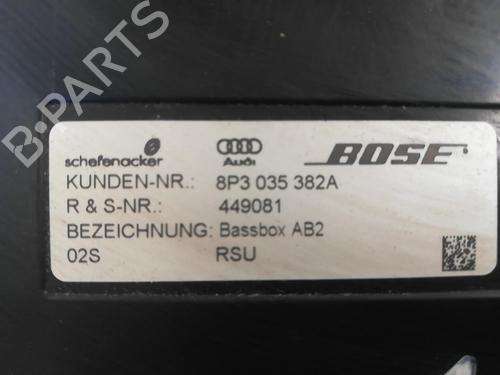 B-PARTS
schefenacker Audi BOSE
KUNDEN-NR.: 8P3 035 382A
R & S-NR.: 449081
BEZEICHNUNG: Bassbox AB2
02S RSU